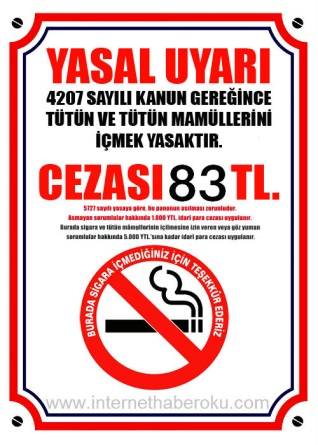 YASAL UYARI
4207 SAYILI KANUN GEREĞİNCE
TÜTÜN VE TÜTÜN MAMÜLLERİNİ
İÇMEK YASAKTIR.
CEZASI 83 TL.
5727 sayılı yasaya göre, bu panonun asılması zorunludur.
Asmayan sorumlular hakkında 1.000 YTL. idari para cezası uygulanır.
Burada sigara ve tütün mâmüllerinin içilmesine izin veren veya göz yuman
sorumlular hakkında 5.000 YTL.'sına kadar idari para cezası uygulanır.
BURADA SİGARA İÇMEDİĞİNİZ İÇİN TEŞEKKÜR EDERİZ
www.internethaberoku.com